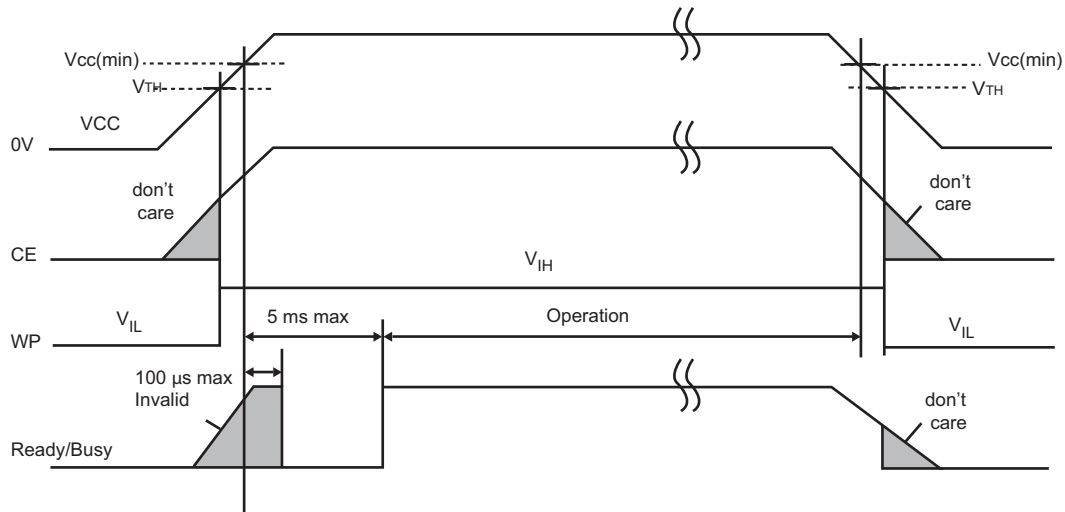 Vcc(min)
VTH
VCC
0V
don't
care
CE
VIH
5 ms max
Operation
VIL
WP
100 µs max
Invalid
Ready/Busy
Vcc(min)
VTH
don't
care
VIL
don't
care